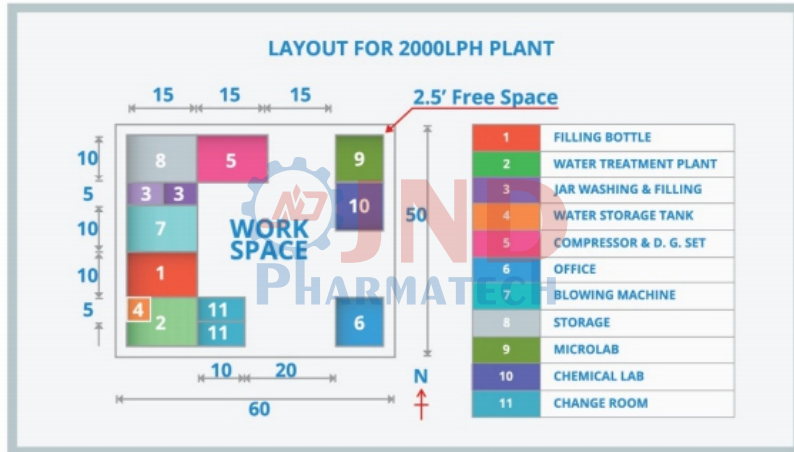 LAYOUT FOR 2000LPH PLANT
15 15 15
2.5' Free Space
10
5
10
10
5
8 5 9
3 3 10
7
1
4 2 11
11 6
WORK
SPACE
50
10 20
60
N
JND
PHARMATECH
1 FILLING BOTTLE
2 WATER TREATMENT PLANT
3 JAR WASHING & FILLING
4 WATER STORAGE TANK
5 COMPRESSOR & D. G. SET
6 OFFICE
7 BLOWING MACHINE
8 STORAGE
9 MICROLAB
10 CHEMICAL LAB
11 CHANGE ROOM